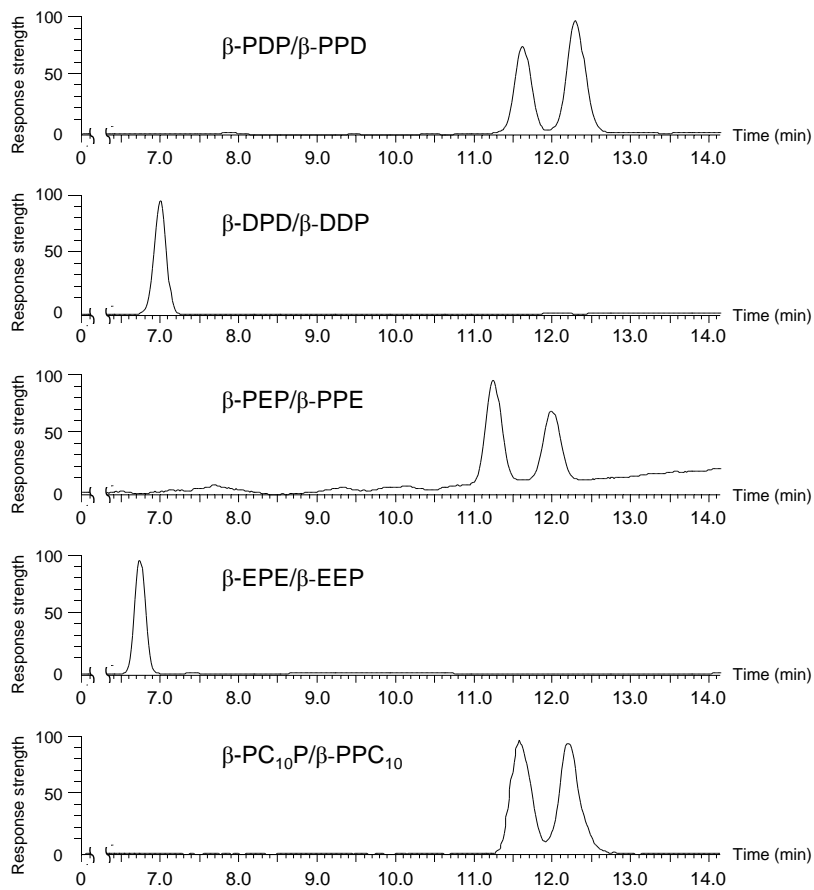 Response strength
100
50
0
β-PDP/β-PPD
0 7.0 8.0 9.0 10.0 11.0 12.0 13.0 14.0 Time (min)
Response strength
100
50
0
β-DPD/β-DDP
0 7.0 8.0 9.0 10.0 11.0 12.0 13.0 14.0 Time (min)
Response strength
100
50
0
β-PEP/β-PPE
0 7.0 8.0 9.0 10.0 11.0 12.0 13.0 14.0 Time (min)
Response strength
100
50
0
β-EPE/β-EEP
0 7.0 8.0 9.0 10.0 11.0 12.0 13.0 14.0 Time (min)
Response strength
100
50
0
β-PC₁₀P/β-PPC₁₀
0 7.0 8.0 9.0 10.0 11.0 12.0 13.0 14.0 Time (min)